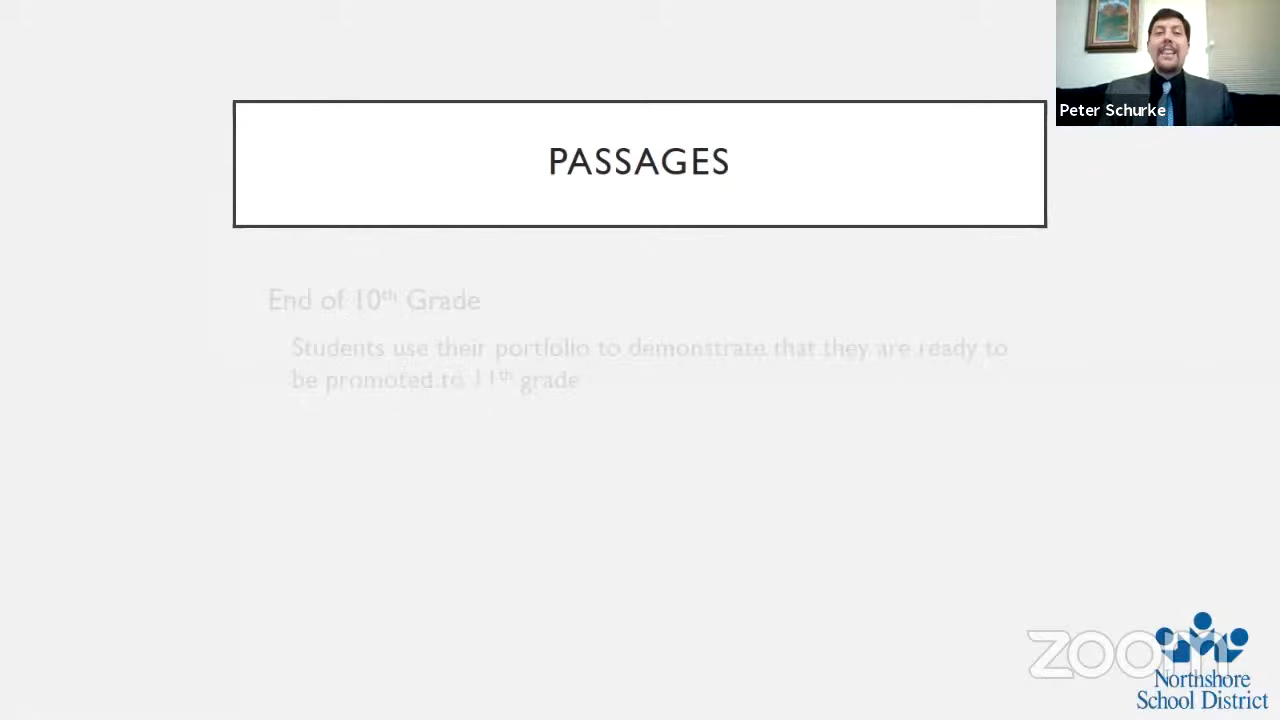 PASSAGES
Peter Schurke
End of 10th Grade
Students use their portfolio to demonstrate that they are ready to
be promoted to 11th grade
zoom
Northshore
School District